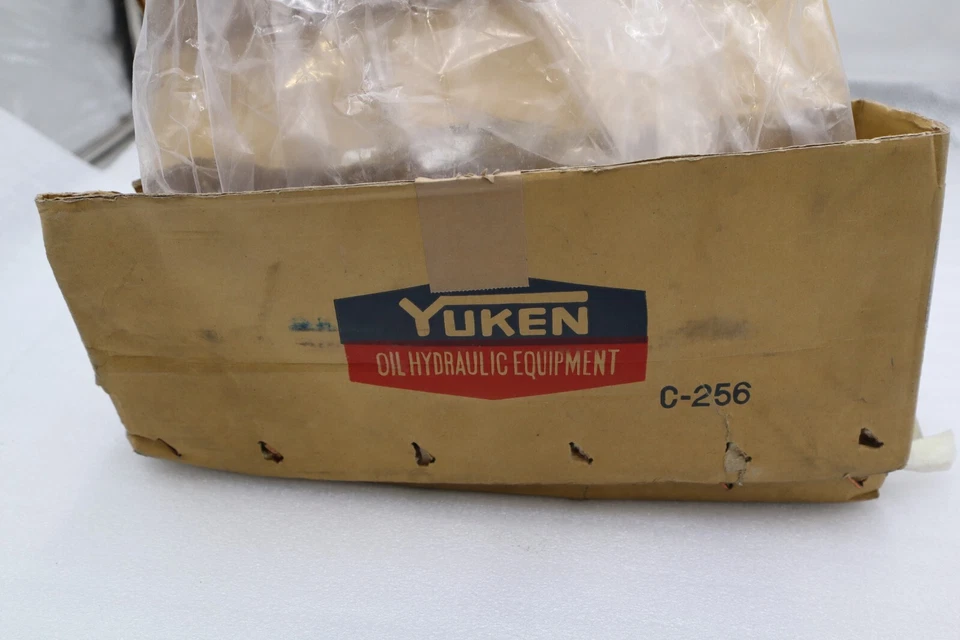 YUKEN
OIL HYDRAULIC EQUIPMENT
C-256